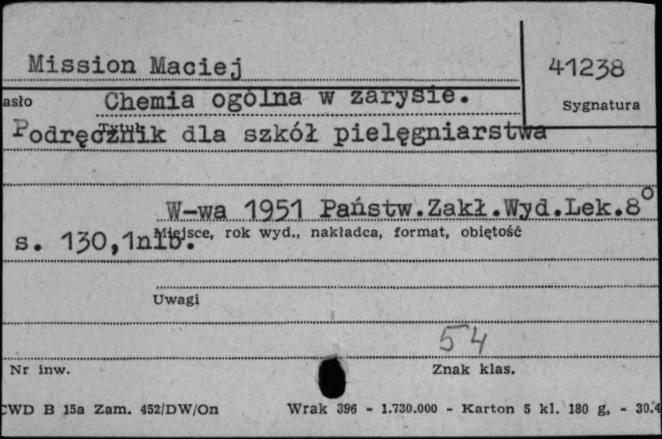 Mission Maciej
41238
asło Chemia ogólna w zarysie.
Sygnatura
Tytuł
Podręcznik dla szkół pielęgniarstwa
W-wa 1951 Państw.Zakł.Wyd.Lek.8°
Miejsce, rok wyd., nakładca, format, objętość
s. 130,1nlb.
Uwagi
54
Nr inw. Znak klas.
CWD B 15a Zam. 452/DW/On Wrak 396 - 1.730.000 - Karton 5 kl. 180 g, - 30.4